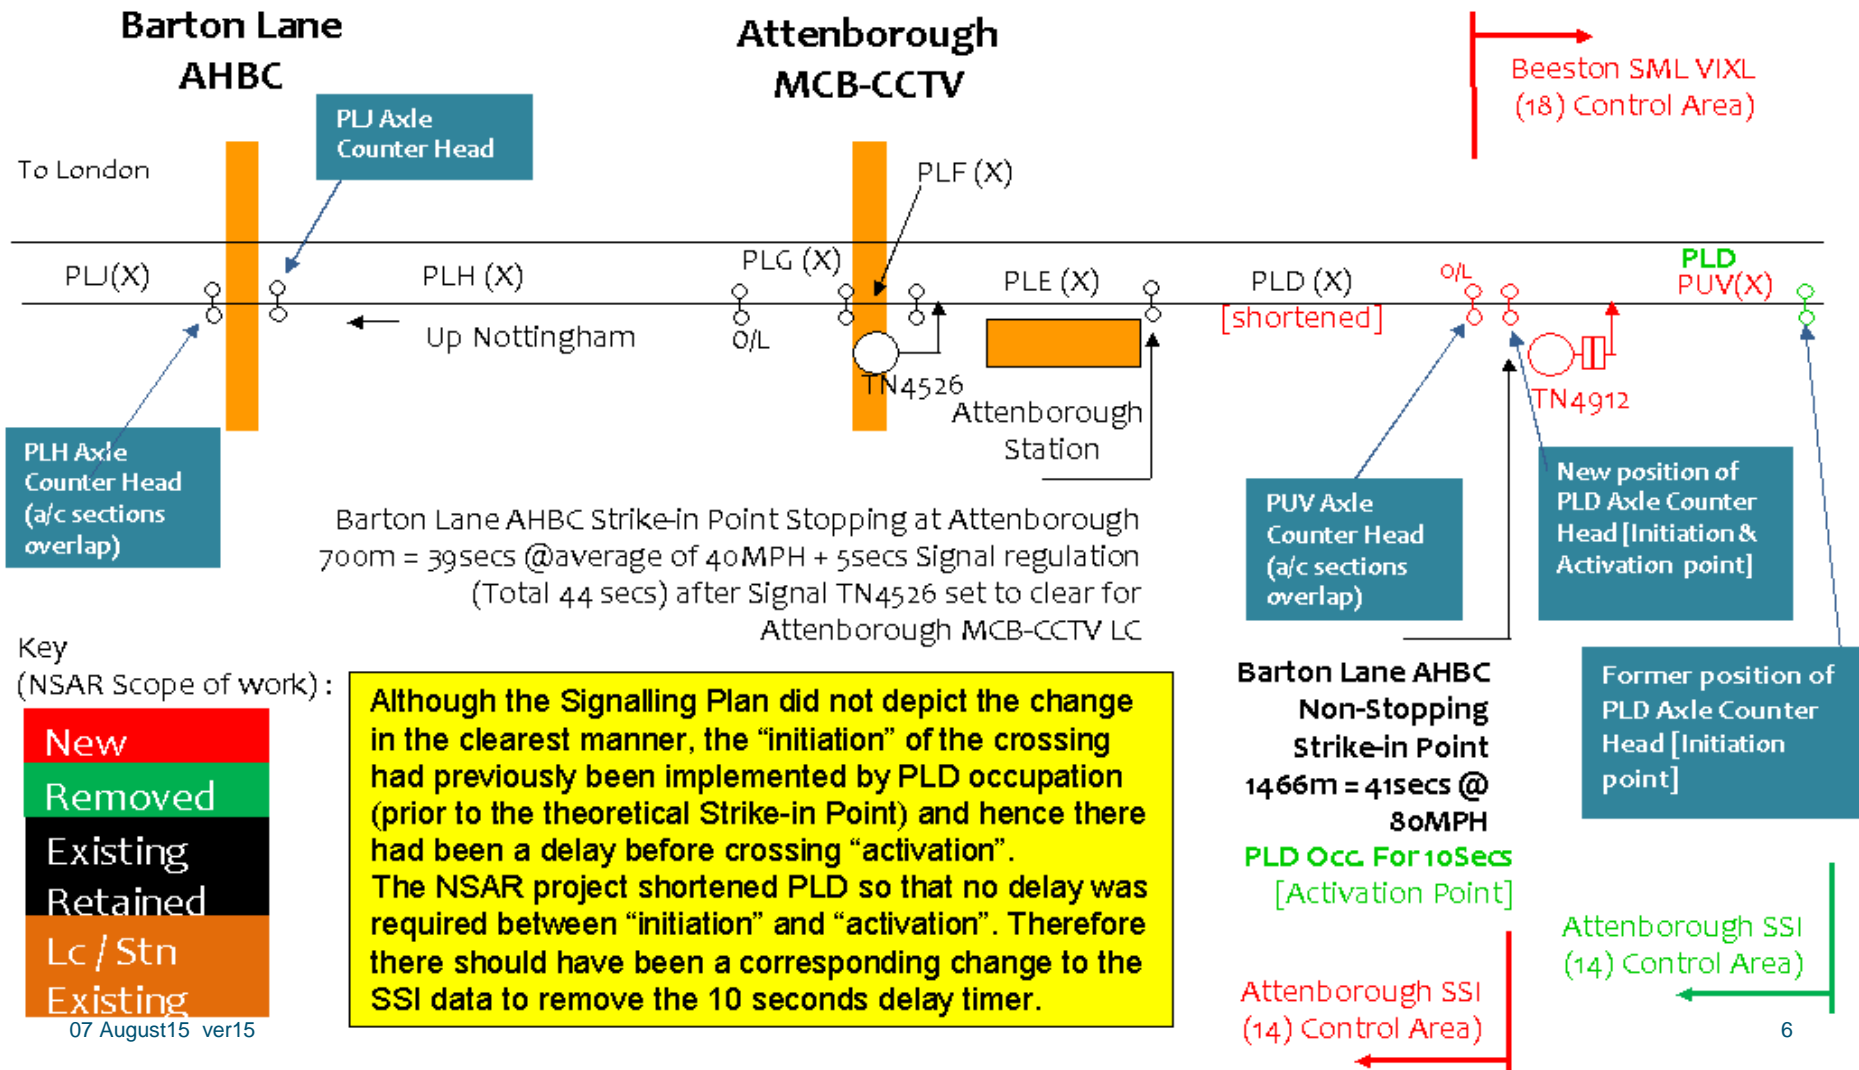 Barton Lane
AHBC
Attenborough
MCB-CCTV
Beeston SML VIXL
(18) Control Area)
PLJ Axle
Counter Head
To London
PLF (X)
PLJ(X)
PLH (X)
PLG (X)
PLE (X)
PLD (X)
[shortened]
O/L
PLD
PUV(X)
Up Nottingham
O/L
TN4526
TN4912
Attenborough
Station
PLH Axle
Counter Head
(a/c sections
overlap)
PUV Axle
Counter Head
(a/c sections
overlap)
New position of
PLD Axle Counter
Head [Initiation &
Activation point]
Barton Lane AHBC Strike-in Point Stopping at Attenborough
700m = 39secs @average of 40MPH + 5secs Signal regulation
(Total 44 secs) after Signal TN4526 set to clear for
Attenborough MCB-CCTV LC
Key
(NSAR Scope of work) :
New
Removed
Existing
Retained
Lc / Stn
Existing
Although the Signalling Plan did not depict the change
in the clearest manner, the “initiation” of the crossing
had previously been implemented by PLD occupation
(prior to the theoretical Strike-in Point) and hence there
had been a delay before crossing “activation”.
The NSAR project shortened PLD so that no delay was
required between “initiation” and “activation”. Therefore
there should have been a corresponding change to the
SSI data to remove the 10 seconds delay timer.
Barton Lane AHBC
Non-Stopping
Strike-in Point
1466m = 41secs @
80MPH
PLD Occ. For 10Secs
[Activation Point]
Former position of
PLD Axle Counter
Head [Initiation
point]
Attenborough SSI
(14) Control Area)
Attenborough SSI
(14) Control Area)
07 August15 ver15
6